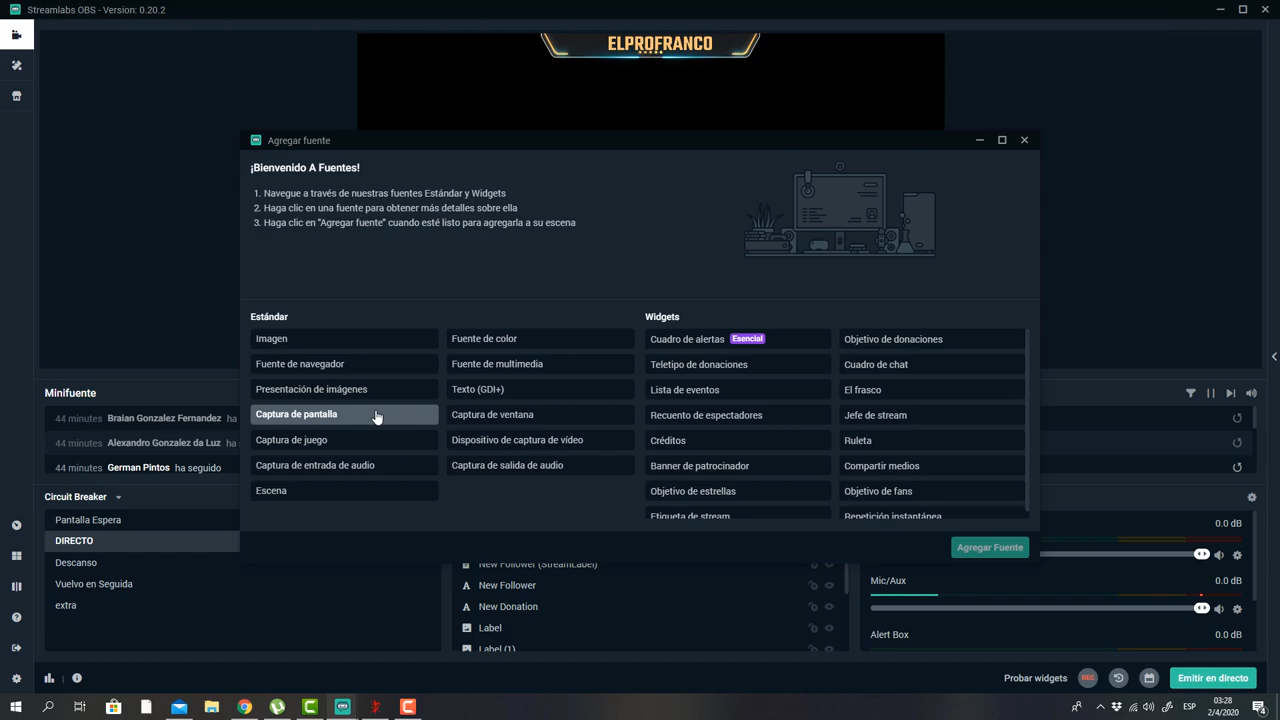 Streamlabs OBS - Version: 0.20.2
ELPROFRANCO
Agregar fuente
¡Bienvenido A Fuentes!
1. Navegue a través de nuestras fuentes Estándar y Widgets
2. Haga clic en una fuente para obtener más detalles sobre ella
3. Haga clic en "Agregar fuente" cuando esté listo para agregarla a su escena
Estándar
Imagen
Fuente de color
Fuente de navegador
Fuente de multimedia
Presentación de imágenes
Texto (GDI+)
Captura de pantalla
Captura de ventana
Captura de juego
Dispositivo de captura de vídeo
Captura de entrada de audio
Captura de salida de audio
Escena
Widgets
Cuadro de alertas Esencial
Objetivo de donaciones
Teletipo de donaciones
Cuadro de chat
Lista de eventos
El frasco
Recuento de espectadores
Jefe de stream
Créditos
Ruleta
Banner de patrocinador
Compartir medios
Objetivo de estrellas
Objetivo de fans
Etiqueta de stream
Repetición instantánea
Agregar Fuente
Minifuente
44 minutes Braian Gonzalez Fernandez ha
44 minutes Alexandro Gonzalez da Luz ha
44 minutes German Pintos ha seguido
Circuit Breaker
Pantalla Espera
DIRECTO
Descanso
Vuelvo en Seguida
extra
New Follower (StreamLabel)
New Follower
New Donation
Label
Label (1)
0.0 dB
Mic/Aux
-0.1 dB
Alert Box
0.0 dB
Probar widgets
REC
Emitir en directo
ESP
03:28
2/4/2020
4